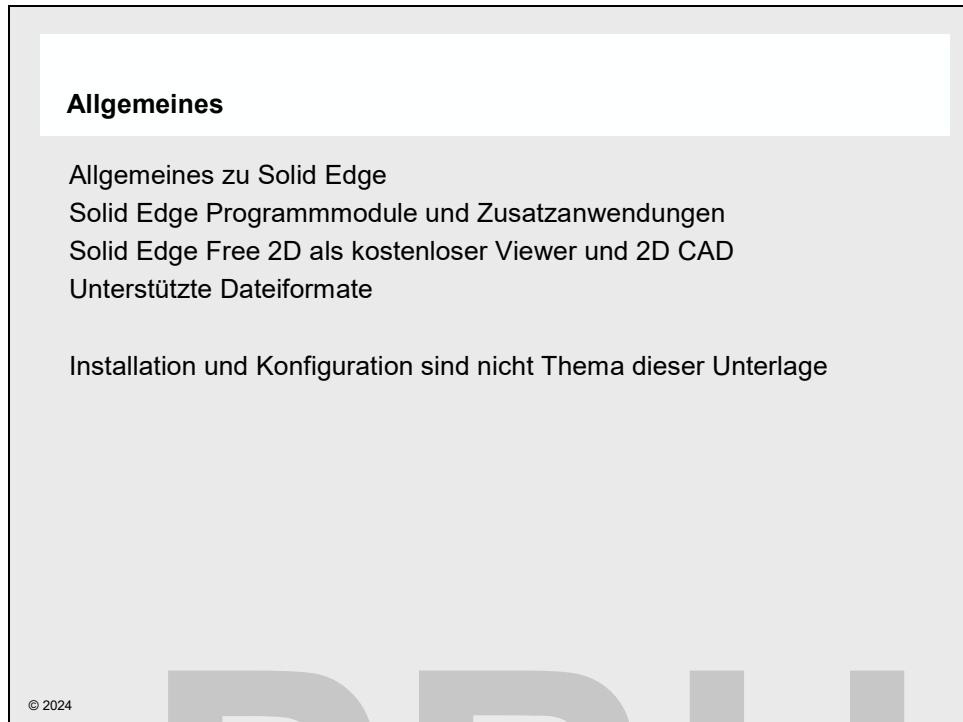 Allgemeines
Allgemeines zu Solid Edge
Solid Edge Programmmodule und Zusatzanwendungen
Solid Edge Free 2D als kostenloser Viewer und 2D CAD
Unterstützte Dateiformate
Installation und Konfiguration sind nicht Thema dieser Unterlage
© 2024